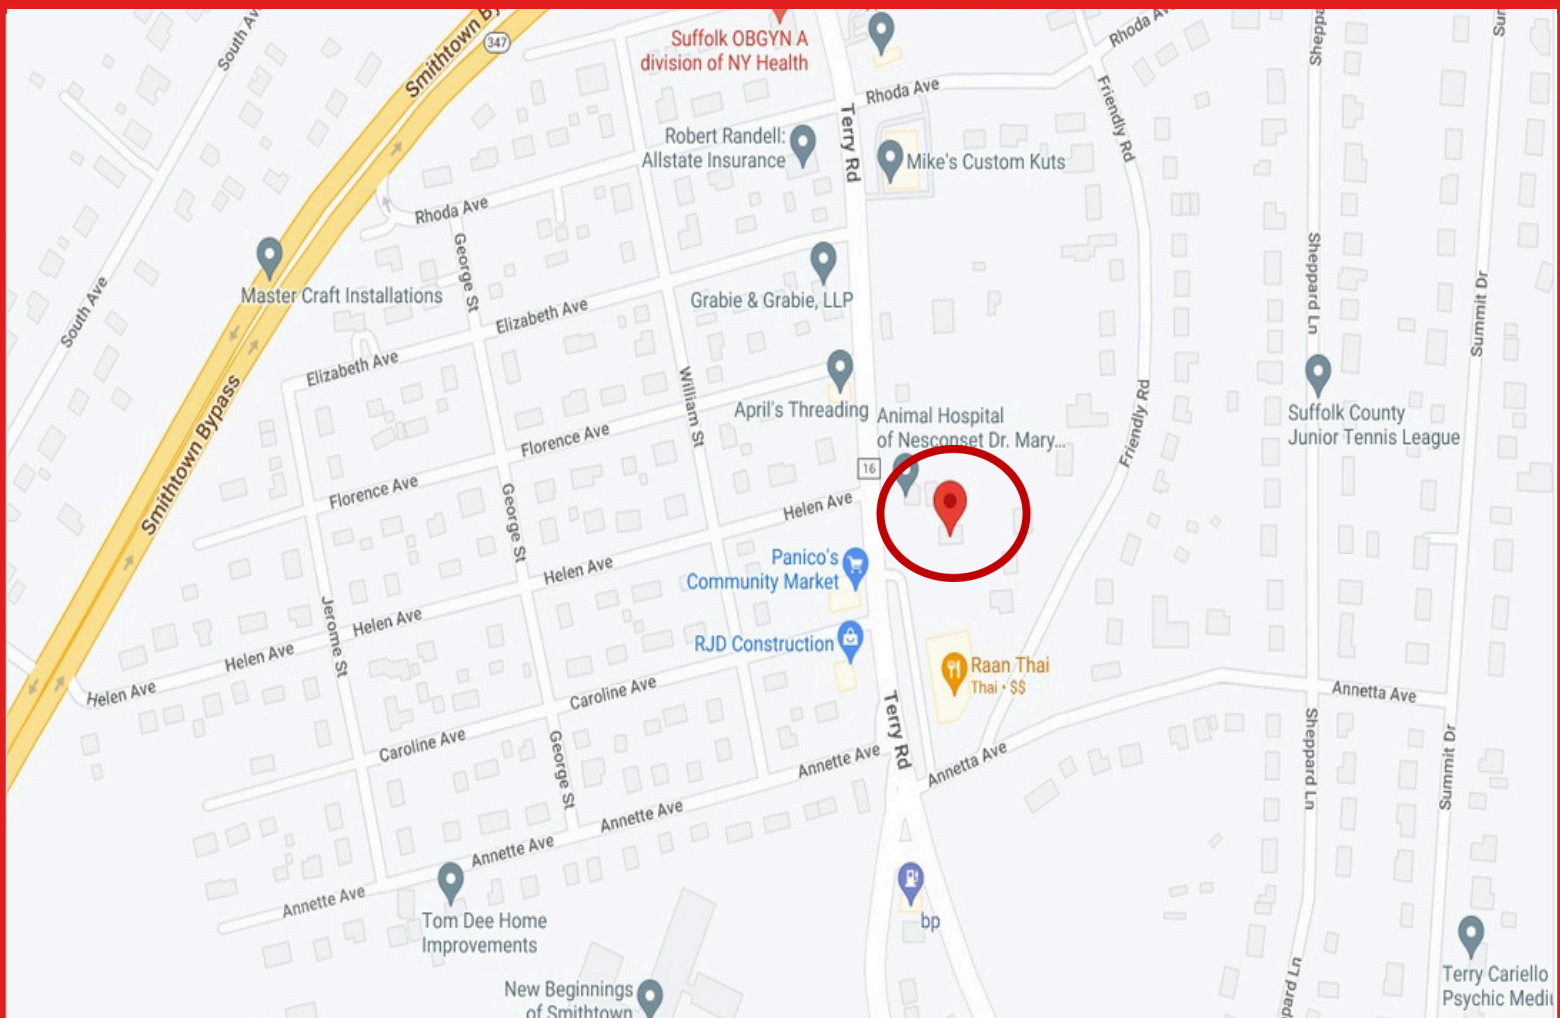 South Ave
Smithtown By
347
Suffolk OBGYN A
division of NY Health
Rhoda Av
Sheppa
Sur
Rhoda Ave
Terry Rd
Friendly Rd
Robert Randell:
Allstate Insurance
Mike's Custom Kuts
Rhoda Ave
George St
Sheppard Ln
Summit Dr
Master Craft Installations
South Ave
Grabie & Grabie, LLP
Elizabeth Ave
Elizabeth Ave
William St
Smithtown Bypass
April's Threading
Animal Hospital
of Nesconset Dr. Mary...
Friendly Rd
Suffolk County
Junior Tennis League
Florence Ave
Florence Ave
16
George St
Helen Ave
Helen Ave
Panico's
Community Market
Jerome St
Helen Ave
RJD Construction
Helen Ave
Helen Ave
Raan Thai
Thai • $$
Caroline Ave
Annetta Ave
Terry Rd
Caroline Ave
George St
Annette Ave
Annetta Ave
Sheppard Ln
Summit Dr
Annette Ave
Annette Ave
Annette Ave
Tom Dee Home
Improvements
bp
New Beginnings
of Smithtown
pard Ln
Terry Cariello
Psychic Medi